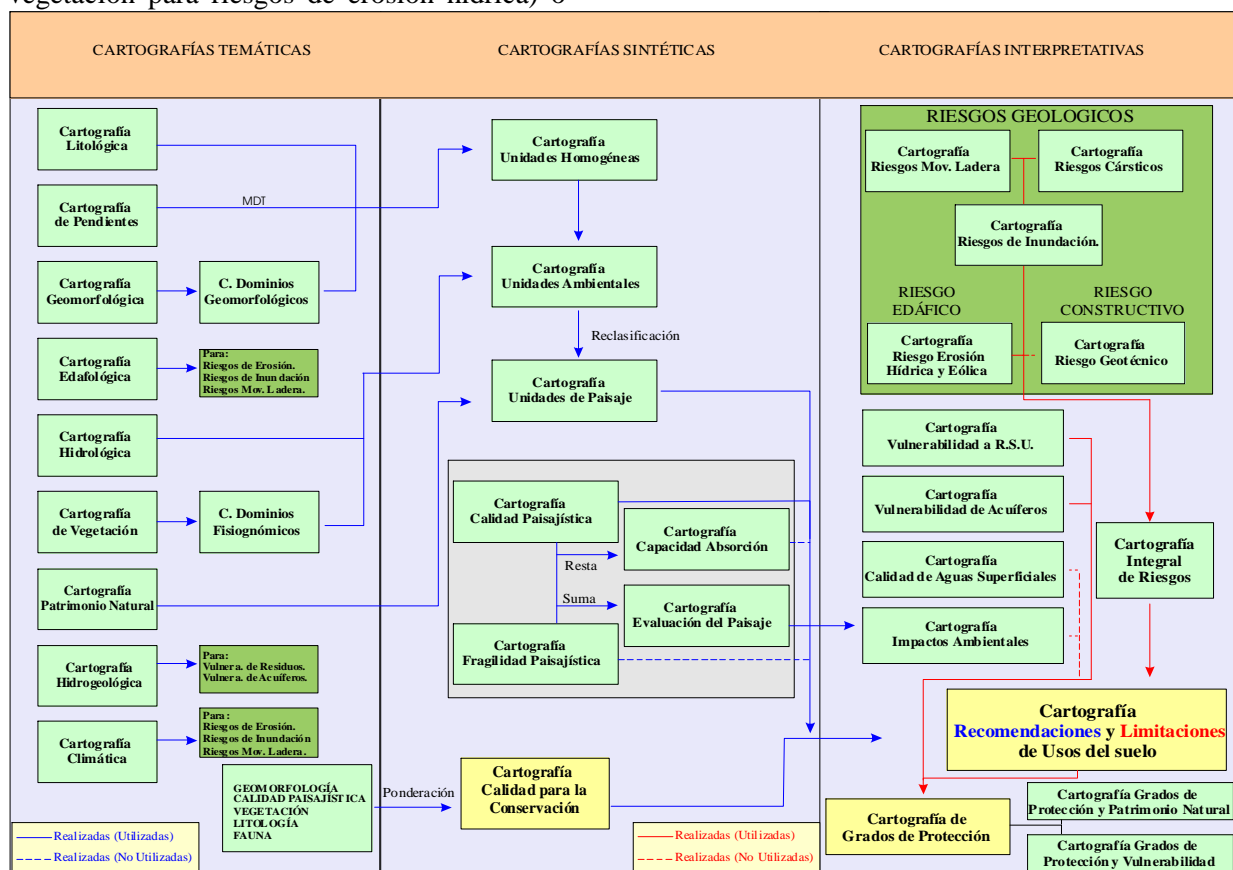 vegetación para riesgos de erosión hídrica) o
CARTOGRAFÍAS TEMÁTICAS
CARTOGRAFÍAS SINTÉTICAS
CARTOGRAFÍAS INTERPRETATIVAS
Cartografía
Litológica
Cartografía
de Pendientes
MDT
Cartografía
Geomorfológica
C. Dominios
Geomorfológicos
Cartografía
Edafológica
Para:
Riesgos de Erosión.
Riesgos de Inundación
Riesgos Mov. Ladera.
Cartografía
Hidrológica
Cartografía
de Vegetación
C. Dominios
Fisiognómicos
Cartografía
Patrimonio Natural
Cartografía
Hidrogeológica
Para:
Vulnera. de Residuos.
Vulnera. de Acuíferos.
Cartografía
Climática
Para:
Riesgos de Erosión.
Riesgos de Inundación
Riesgos Mov. Ladera.
GEOMORFOLOGÍA
CALIDAD PAISAJÍSTICA
VEGETACIÓN
LITOLOGÍA
FAUNA
Ponderación
Realizadas (Utilizadas)
Realizadas (No Utilizadas)
Cartografía
Unidades Homogéneas
Cartografía
Unidades Ambientales
Reclasificación
Cartografía
Unidades de Paisaje
Cartografía
Calidad Paisajística
Cartografía
Capacidad Absorción
Resta
Suma
Cartografía
Evaluación del Paisaje
Cartografía
Fragilidad Paisajística
Cartografía
Calidad para la
Conservación
Realizadas (Utilizadas)
Realizadas (No Utilizadas)
RIESGOS GEOLOGICOS
Cartografía
Riesgos Mov. Ladera
Cartografía
Riesgos Cársticos
Cartografía
Riesgos de Inundación.
RIESGO
EDÁFICO
RIESGO
CONSTRUCTIVO
Cartografía
Riesgo Erosión
Hídrica y Eólica
Cartografía
Riesgo Geotécnico
Cartografía
Vulnerabilidad a R.S.U.
Cartografía
Vulnerabilidad de Acuíferos
Cartografía
Calidad de Aguas Superficiales
Cartografía
Impactos Ambientales
Cartografía
Integral
de Riesgos
Cartografía
Recomendaciones y Limitaciones
de Usos del suelo
Cartografía de
Grados de Protección
Cartografía Grados de
Protección y Patrimonio Natural
Cartografía Grados de
Protección y Vulnerabilidad